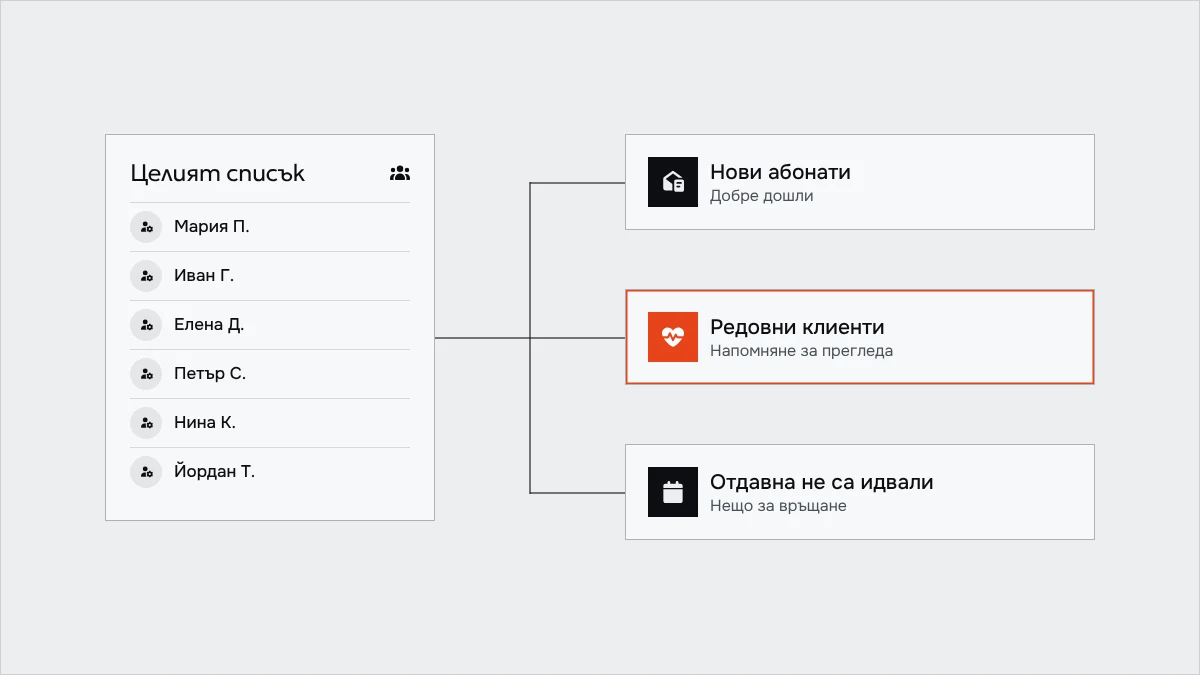 Целият списък
Мария П.
Иван Г.
Елена Д.
Петър С.
Нина К.
Йордан Т.
Нови абонати
Добре дошли
Редовни клиенти
Напомняне за прегледа
Отдавна не са идвали
Нещо за връщане